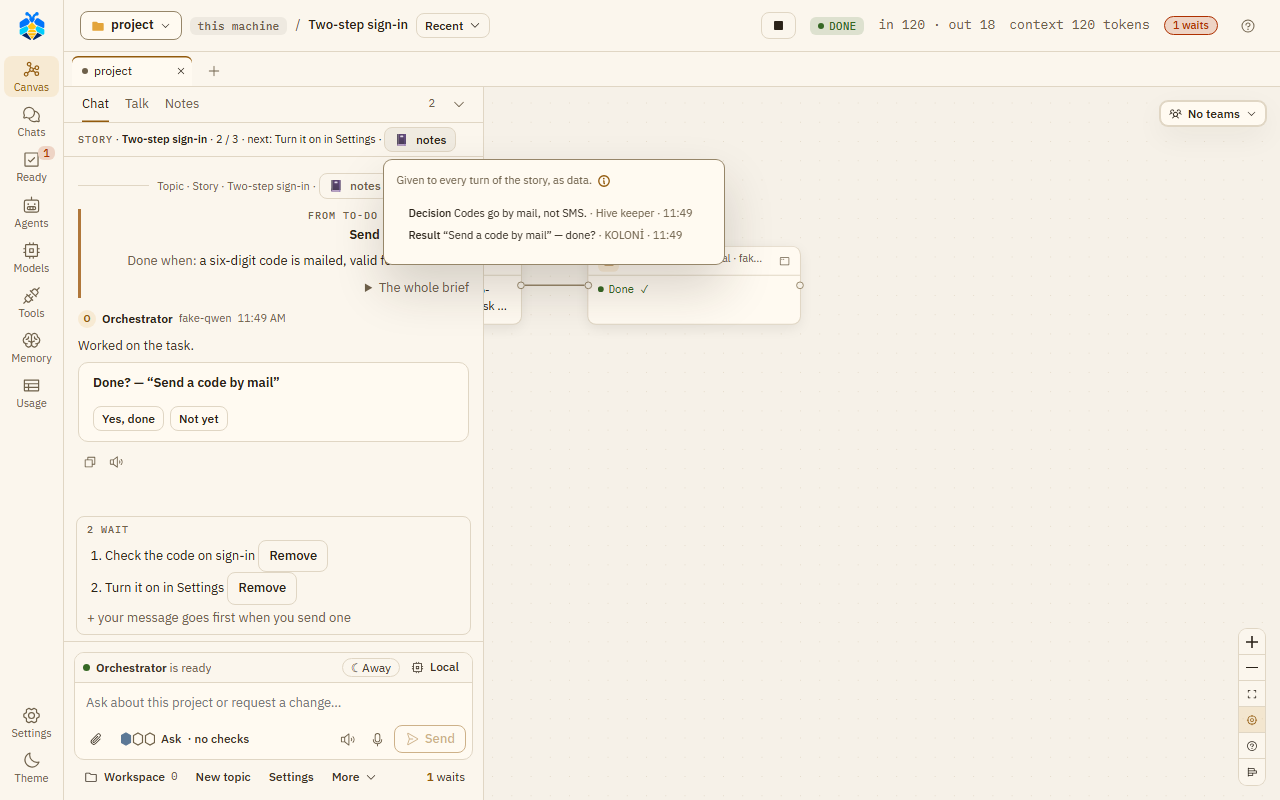 project
this machine
/
Two-step sign-in
Recent
DONE
in 120 · out 18
context 120 tokens
1 waits
Canvas
Chats
1
Ready
Agents
Models
Tools
Memory
Usage
Settings
Theme
project
Chat
Talk
Notes
2
STORY · Two-step sign-in · 2 / 3 · next: Turn it on in Settings ·
notes
Topic · Story · Two-step sign-in ·
notes
Given to every turn of the story, as data.
Decision Codes go by mail, not SMS. · Hive keeper · 11:49
Result “Send a code by mail” — done? · KOLONİ · 11:49
FROM TO-DO
Send
Done when: a six-digit code is mailed, valid
The whole brief
O
Orchestrator fake-qwen 11:49 AM
Worked on the task.
Done? — “Send a code by mail”
Yes, done
Not yet
2 WAIT
1. Check the code on sign-in
Remove
2. Turn it on in Settings
Remove
+ your message goes first when you send one
Orchestrator is ready
Away
Local
Ask about this project or request a change...
Ask · no checks
Send
Workspace 0
New topic
Settings
More
1 waits
No teams
al · fak...
sk ...
Done ✓